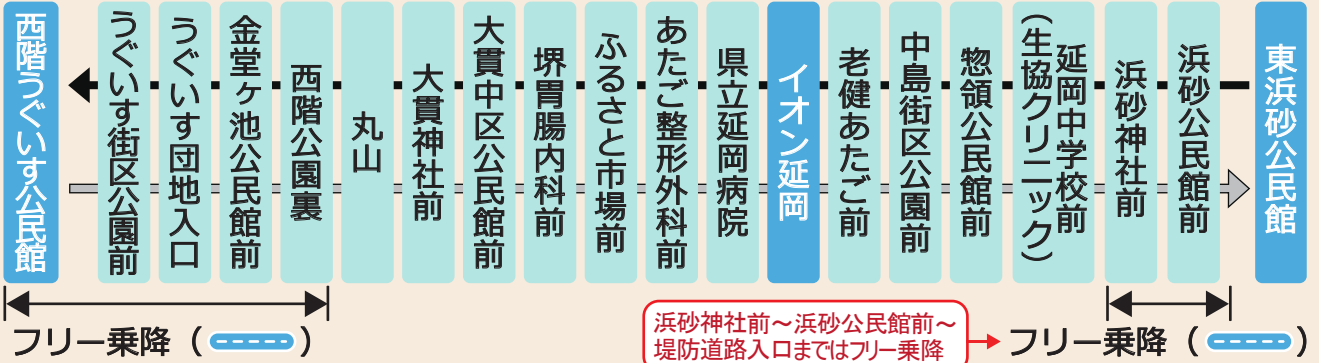 西階うぐいす公民館
うぐいす街区公園前
うぐいす団地入口
金堂ヶ池公民館前
西階公園裏
丸山
大貫神社前
大貫中区公民館前
堺胃腸内科前
ふるさと市場前
あたご整形外科前
県立延岡病院
イオン延岡
老健あたご前
中島街区公園前
惣領公民館前
延岡中学校前
（生協クリニック）
浜砂神社前
浜砂公民館前
東浜砂公民館
フリー乗降（　）
浜砂神社前～浜砂公民館前～
堤防道路入口まではフリー乗降
フリー乗降（　）